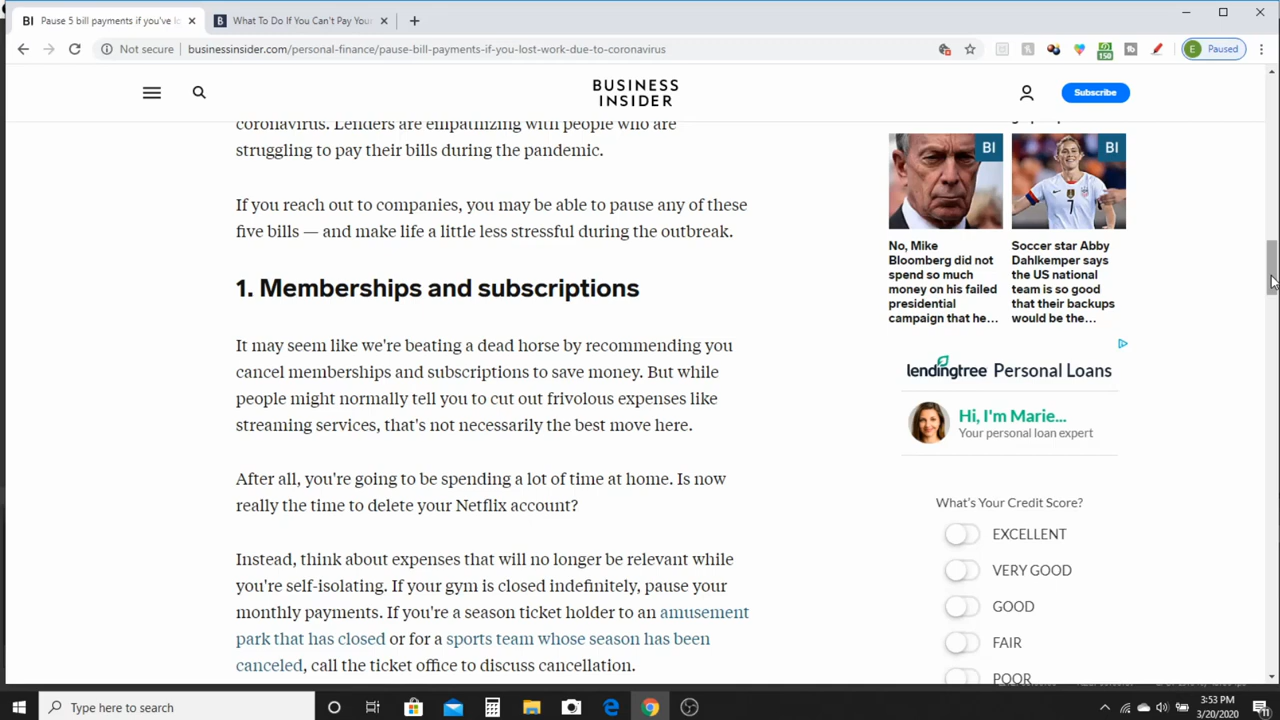 BI Pause 5 bill payments if you've lo
B What To Do If You Can't Pay Your
Not secure businessinsider.com/personal-finance/pause-bill-payments-if-you-lost-work-due-to-coronavirus
150
E Paused
BUSINESS
INSIDER
Subscribe
coronavirus. Lenders are empathizing with people who are
struggling to pay their bills during the pandemic.
If you reach out to companies, you may be able to pause any of these
five bills — and make life a little less stressful during the outbreak.
1. Memberships and subscriptions
It may seem like we're beating a dead horse by recommending you
cancel memberships and subscriptions to save money. But while
people might normally tell you to cut out frivolous expenses like
streaming services, that's not necessarily the best move here.
After all, you're going to be spending a lot of time at home. Is now
really the time to delete your Netflix account?
Instead, think about expenses that will no longer be relevant while
you're self-isolating. If your gym is closed indefinitely, pause your
monthly payments. If you're a season ticket holder to an amusement
park that has closed or for a sports team whose season has been
canceled, call the ticket office to discuss cancellation.
BI
BI
7
No, Mike
Bloomberg did not
spend so much
money on his failed
presidential
campaign that he...
Soccer star Abby
Dahlkemper says
the US national
team is so good
that their backups
would be the...
lendingtree Personal Loans
Hi, I'm Marie...
Your personal loan expert
What's Your Credit Score?
EXCELLENT
VERY GOOD
GOOD
FAIR
POOR
Type here to search
3:53 PM
3/20/2020
11